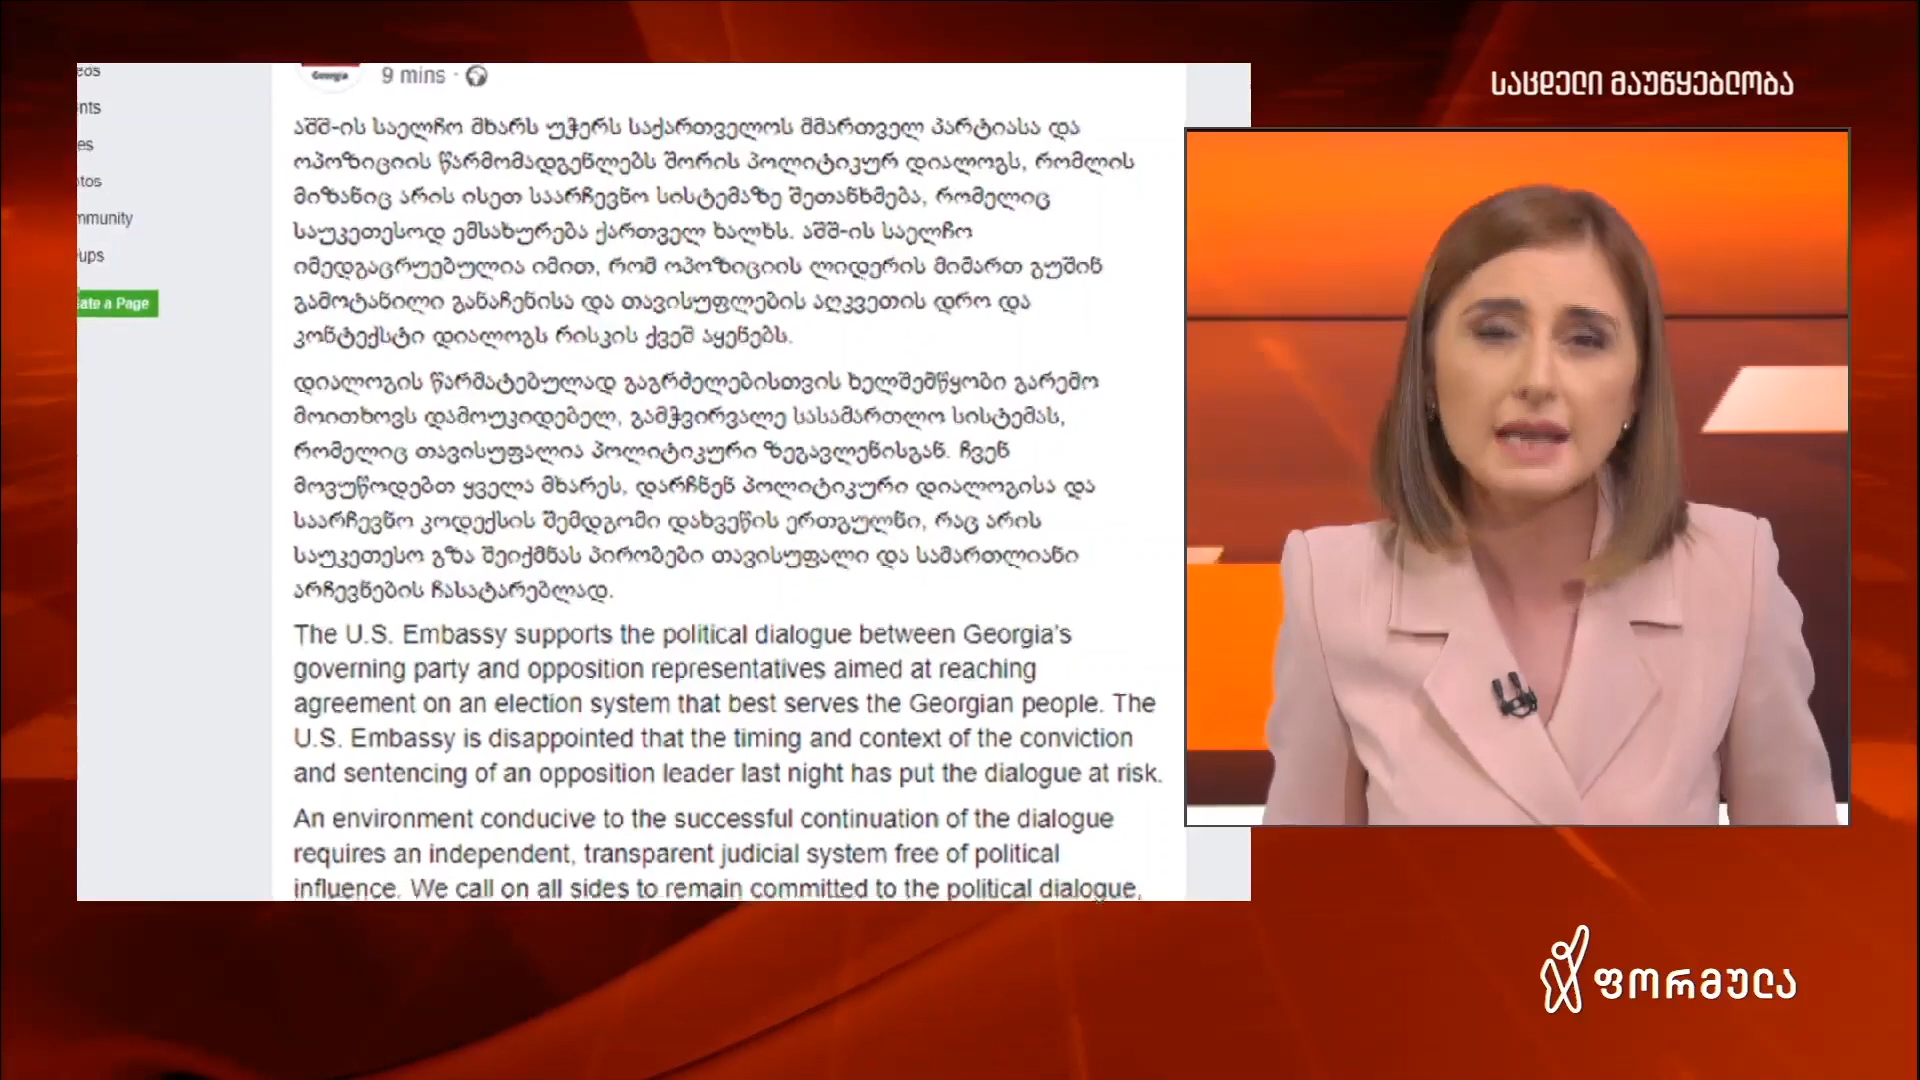 საცდელი მაუწყებლობა
nts
es
tos
mmunity
ups
ate a Page
Georgia
9 mins ·
აშშ-ის საელჩო მხარს უჭერს საქართველოს მმართველ პარტიასა და
ოპოზიციის წარმომადგენლებს შორის პოლიტიკურ დიალოგს, რომლის
მიზანიც არის ისეთ საარჩევნო სისტემაზე შეთანხმება, რომელიც
საუკეთესოდ ემსახურება ქართველ ხალხს. აშშ-ის საელჩო
იმედგაცრუებულია იმით, რომ ოპოზიციის ლიდერის მიმართ გუშინ
გამოტანილი განაჩენისა და თავისუფლების აღკვეთის დრო და
კონტექსტი დიალოგს რისკის ქვეშ აყენებს.
დიალოგის წარმატებულად გაგრძელებისთვის ხელშემწყობი გარემო
მოითხოვს დამოუკიდებელ, გამჭვირვალე სასამართლო სისტემას,
რომელიც თავისუფალია პოლიტიკური ზეგავლენისგან. ჩვენ
მოვუწოდებთ ყველა მხარეს, დარჩნენ პოლიტიკური დიალოგისა და
საარჩევნო კოდექსის შემდგომი დახვეწის ერთგულნი, რაც არის
საუკეთესო გზა შეიქმნას პირობები თავისუფალი და სამართლიანი
არჩევნების ჩასატარებლად.
The U.S. Embassy supports the political dialogue between Georgia's
governing party and opposition representatives aimed at reaching
agreement on an election system that best serves the Georgian people. The
U.S. Embassy is disappointed that the timing and context of the conviction
and sentencing of an opposition leader last night has put the dialogue at risk.
An environment conducive to the successful continuation of the dialogue
requires an independent, transparent judicial system free of political
influence. We call on all sides to remain committed to the political dialogue,
ფორმულა